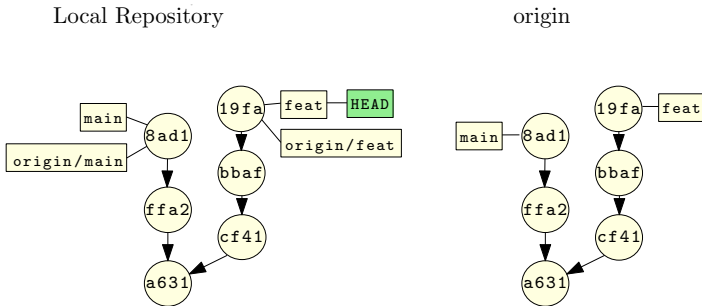 Local Repository
origin
main
origin/main
8ad1
19fa
feat
HEAD
origin/feat
bbaf
ffa2
cf41
a631
main
8ad1
19fa
feat
bbaf
ffa2
cf41
a631